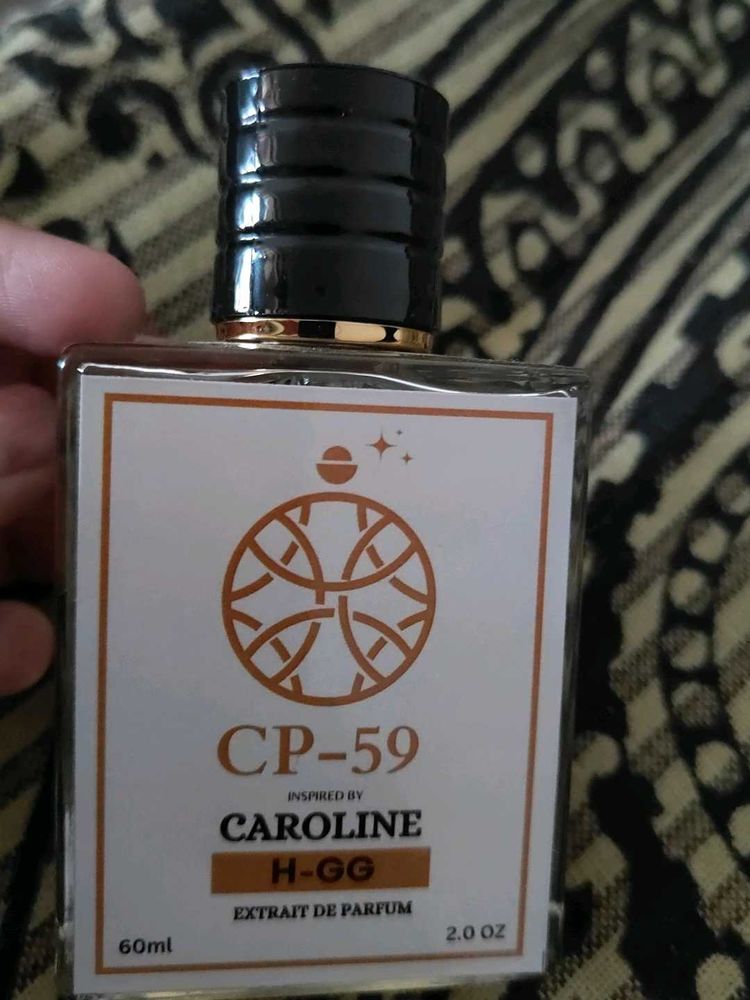 CP-59
INSPIRED BY
CAROLINE
H-GG
EXTRAIT DE PARFUM
60ml
2.0 OZ